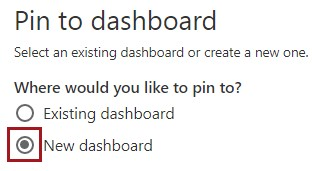 Pin to dashboard
Select an existing dashboard or create a new one.
Where would you like to pin to?
Existing dashboard
New dashboard